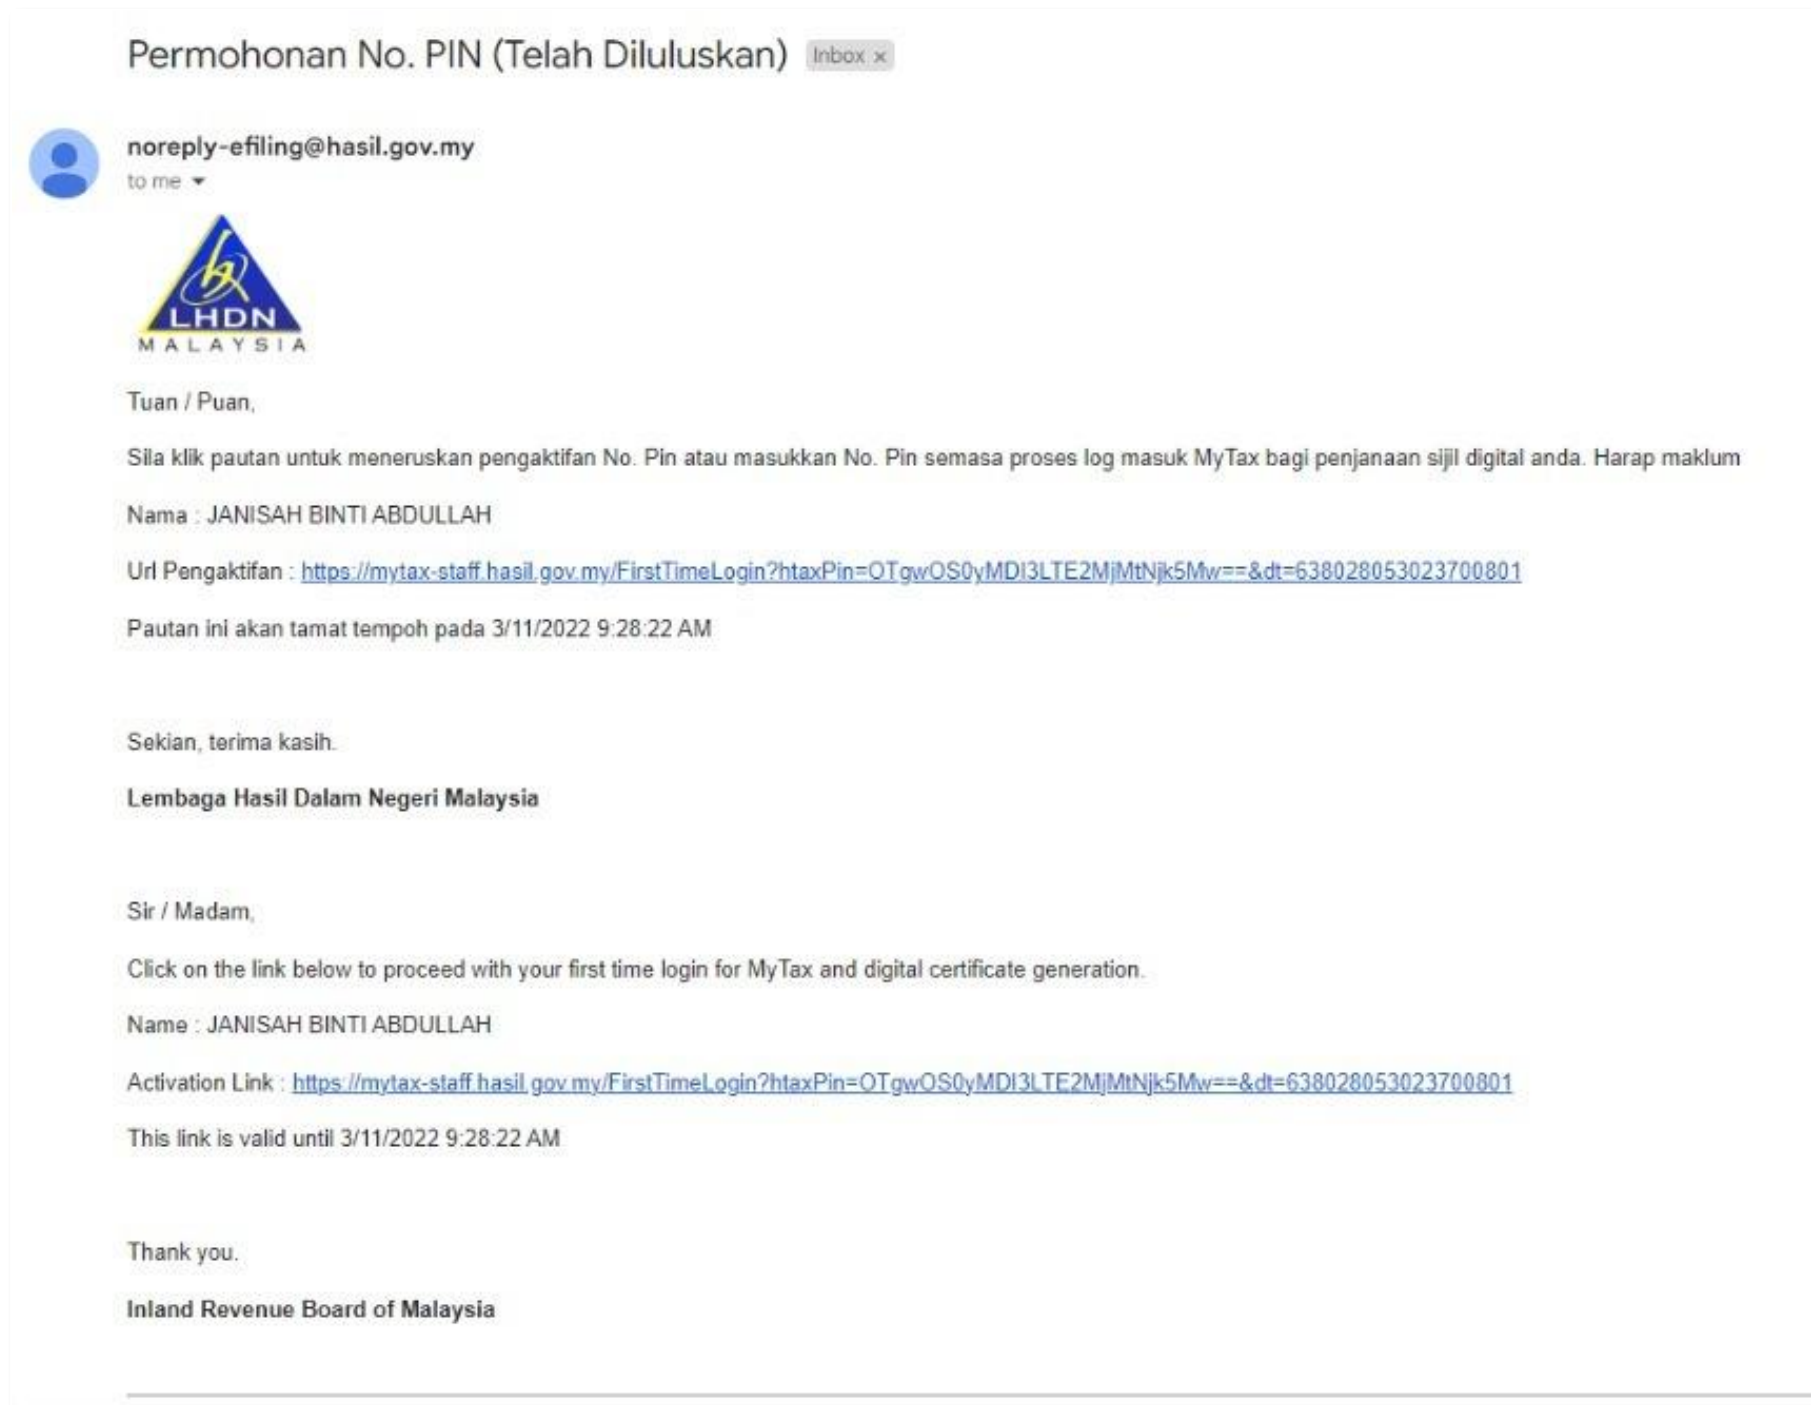 Permohonan No. PIN (Telah Diluluskan) Inbox ×
noreply-efiling@hasil.gov.my
to me
LHDN
MALAYSIA
Tuan / Puan,
Sila klik pautan untuk meneruskan pengaktifan No. Pin atau masukkan No. Pin semasa proses log masuk MyTax bagi penjanaan sijil digital anda. Harap maklum
Nama : JANISAH BINTI ABDULLAH
Url Pengaktifan : https://mytax-staff.hasil.gov.my/FirstTimeLogin?htaxPin=OTgwOS0yMDI3LTE2MjMtNjk5Mw==&dt=638028053023700801
Pautan ini akan tamat tempoh pada 3/11/2022 9:28:22 AM
Sekian, terima kasih.
Lembaga Hasil Dalam Negeri Malaysia
Sir / Madam,
Click on the link below to proceed with your first time login for MyTax and digital certificate generation.
Name : JANISAH BINTI ABDULLAH
Activation Link : https://mytax-staff.hasil.gov.my/FirstTimeLogin?htaxPin=OTgwOS0yMDI3LTE2MjMtNjk5Mw==&dt=638028053023700801
This link is valid until 3/11/2022 9:28:22 AM
Thank you.
Inland Revenue Board of Malaysia